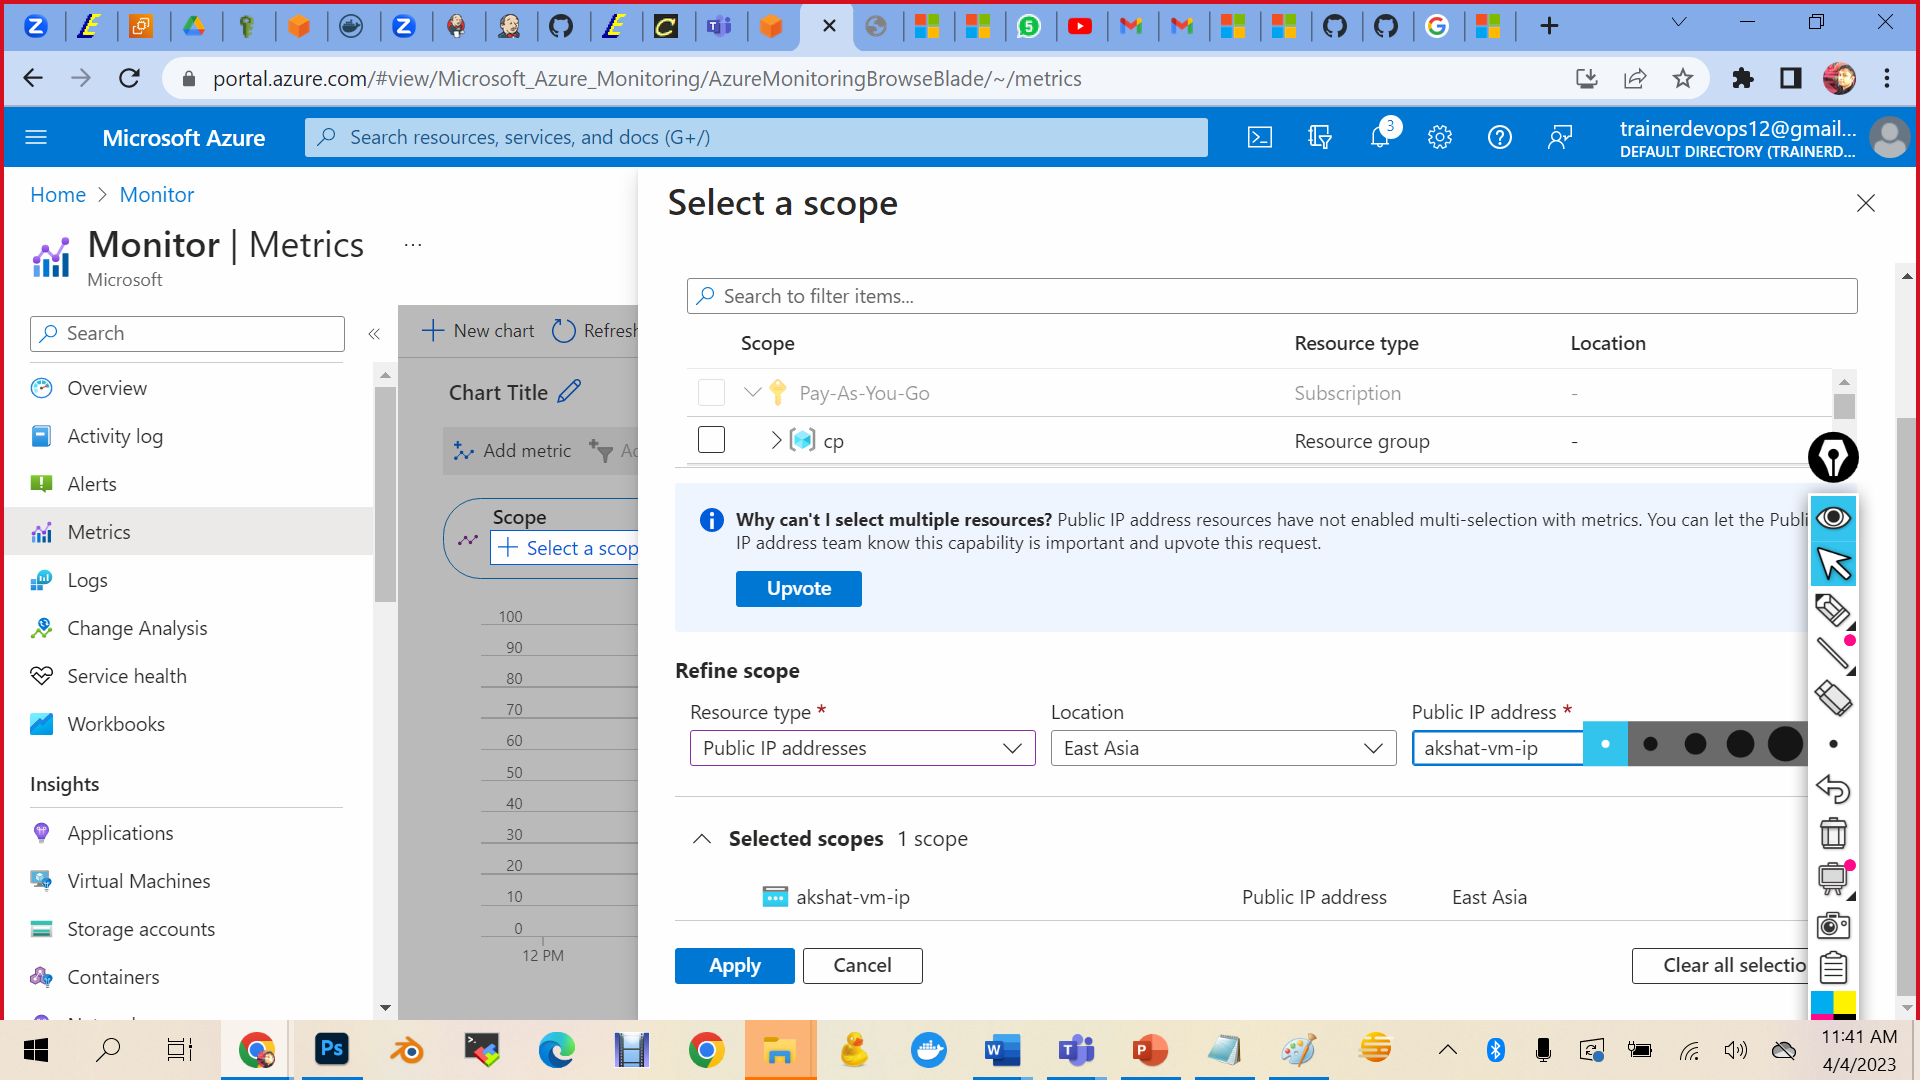 portal.azure.com/#view/Microsoft_Azure_Monitoring/AzureMonitoringBrowseBlade/~/metrics
Microsoft Azure
Search resources, services, and docs (G+/)
3
trainerdevops12@gmail...
DEFAULT DIRECTORY (TRAINERD...
Home > Monitor
Monitor | Metrics ...
Microsoft
Search
«
Overview
Activity log
Alerts
Metrics
Logs
Change Analysis
Service health
Workbooks
Insights
Applications
Virtual Machines
Storage accounts
Containers
New chart
Refresh
Chart Title
Add metric
Scope
Select a scop
100
90
80
70
60
50
40
30
20
10
0
12 PM
Select a scope
Search to filter items...
Scope Resource type Location
Pay-As-You-Go Subscription -
cp Resource group -
Why can't I select multiple resources? Public IP address resources have not enabled multi-selection with metrics. You can let the Publi
IP address team know this capability is important and upvote this request.
Upvote
Refine scope
Resource type * Location Public IP address *
Public IP addresses East Asia akshat-vm-ip
Selected scopes 1 scope
akshat-vm-ip Public IP address East Asia
Apply Cancel Clear all selectio
11:41 AM
4/4/2023